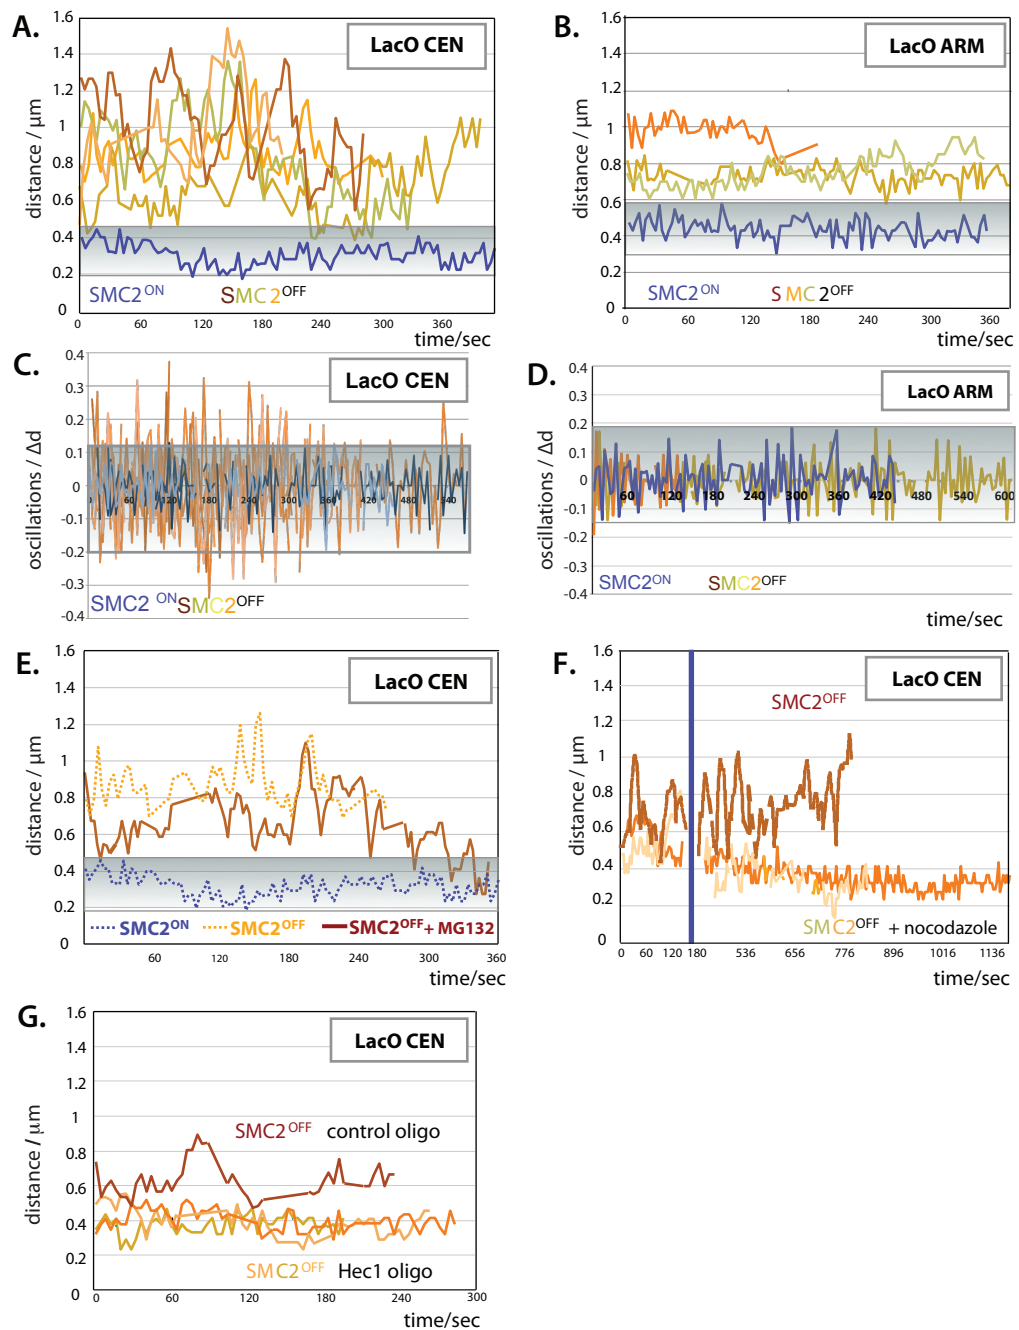 A.
LacO CEN
distance / μm
1.6
1.4
1.2
1
0.8
0.6
0.4
0.2
0
SMC2ON
SMC2OFF
0 60 120 180 240 300 360
time/sec
B.
LacO ARM
distance / μm
1.6
1.4
1.2
1
0.8
0.6
0.4
0.2
0
SMC2ON
SMC2OFF
0 60 120 180 240 300 360
time/sec
C.
LacO CEN
oscillations / Δd
0.4
0.3
0.2
0.1
0
-0.1
-0.2
-0.3
-0.4
60 120 180 240 300 360 420 480 540
SMC2 ON SMC2OFF
D.
LacO ARM
oscillations / Δd
0.4
0.3
0.2
0.1
0
-0.1
-0.2
-0.3
-0.4
60 120 180 240 300 360 420 480 540 600
SMC2ON
SMC2OFF
time/sec
E.
LacO CEN
distance / μm
1.6
1.4
1.2
1
0.8
0.6
0.4
0.2
0
SMC2ON SMC2OFF SMC2OFF+ MG132
60 120 180 240 300 360
time/sec
F.
LacO CEN
distance / μm
1.6
1.4
1.2
1
0.8
0.6
0.4
0.2
0
SMC2OFF
SMC2OFF + nocodazole
0 60 120 180 536 656 776 896 1016 1136
time/sec
G.
LacO CEN
distance / μm
1.6
1.4
1.2
1
0.8
0.6
0.4
0.2
0
SMC2OFF control oligo
SMC2OFF Hec1 oligo
0 60 120 180 240 300
time/sec